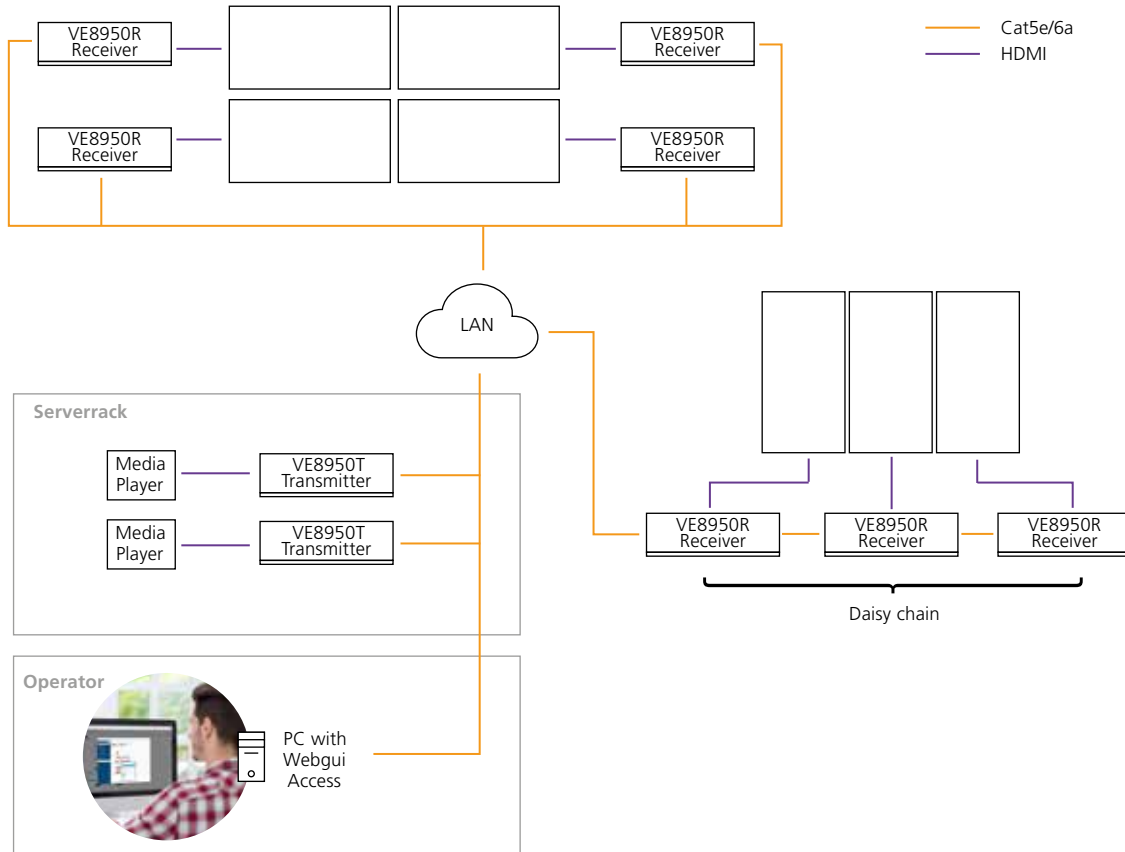 VE8950R
Receiver
VE8950R
Receiver
Cat5e/6a
HDMI
VE8950R
Receiver
VE8950R
Receiver
LAN
Serverrack
Media
Player
VE8950T
Transmitter
Media
Player
VE8950T
Transmitter
VE8950R
Receiver
VE8950R
Receiver
VE8950R
Receiver
Daisy chain
Operator
PC with
Webgui
Access